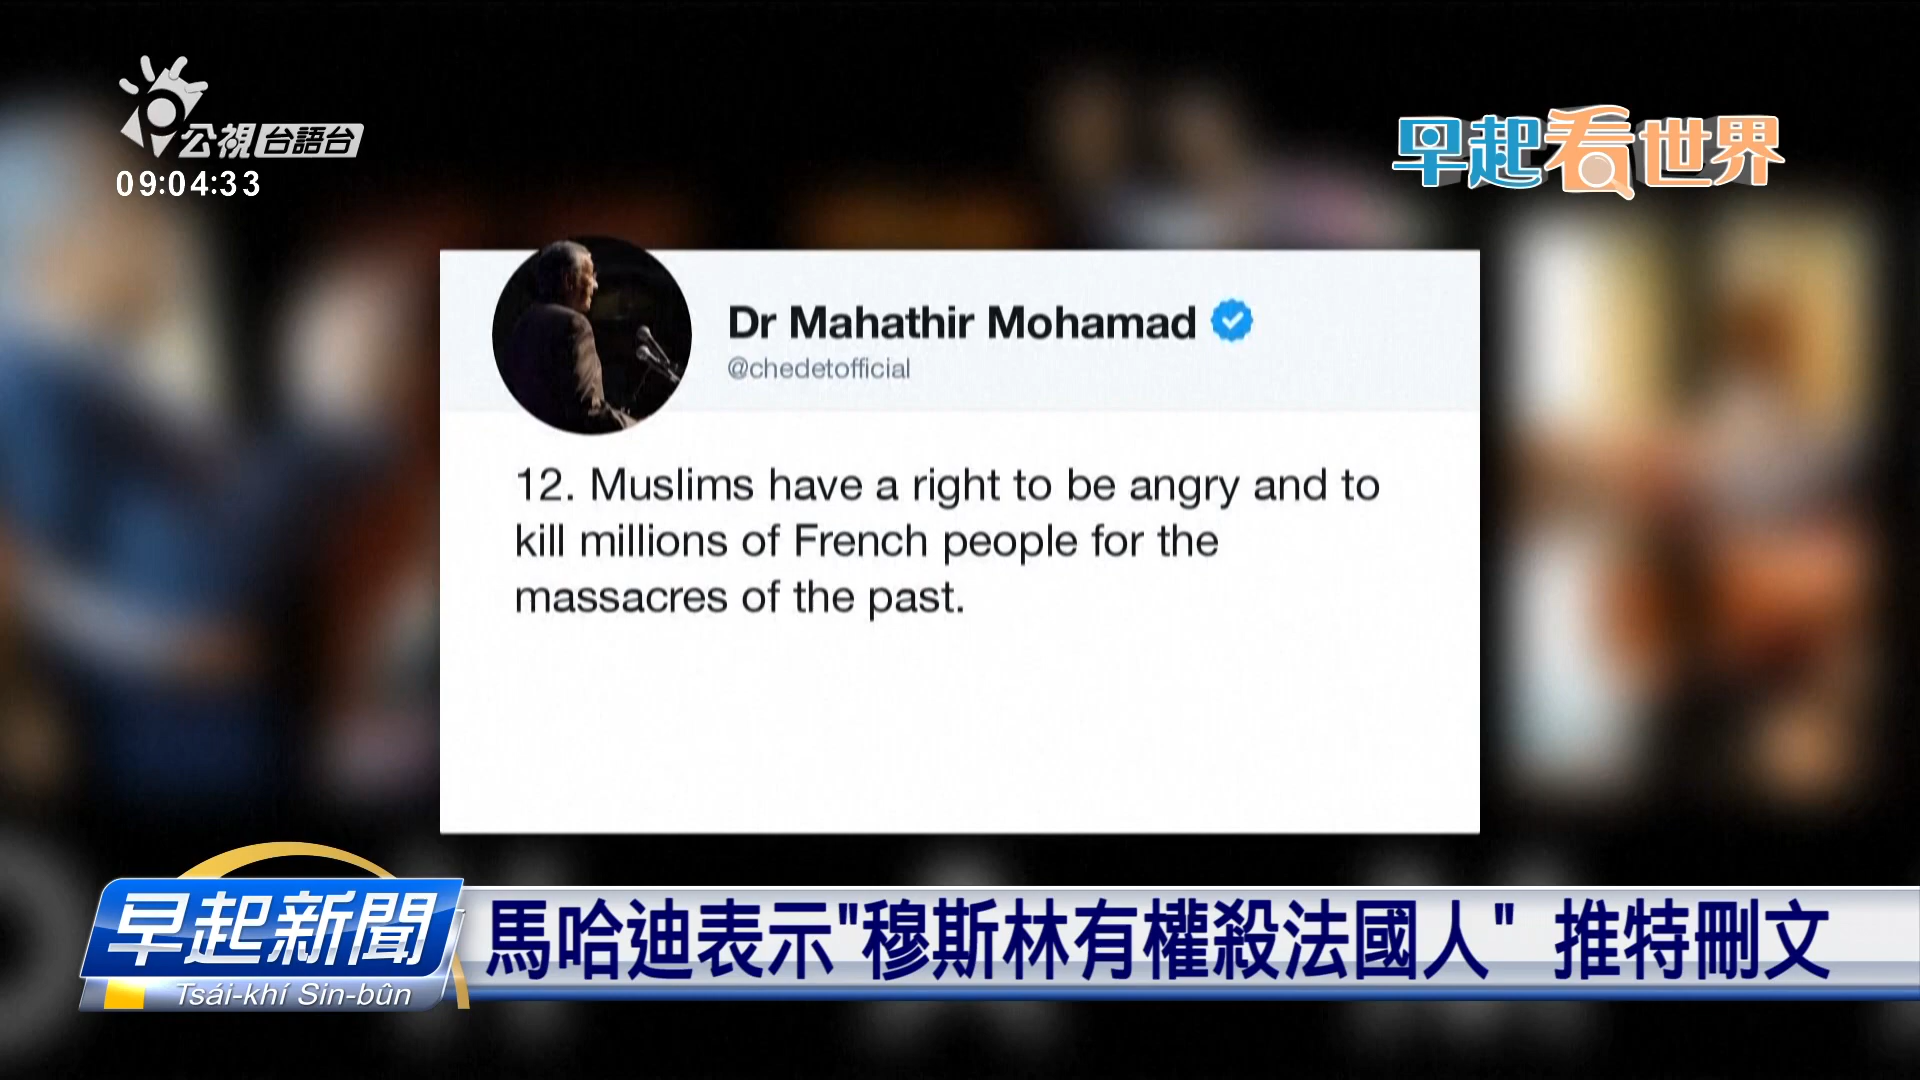 公視台語台
09:04:33
早起看世界
Dr Mahathir Mohamad
@chedetofficial
12. Muslims have a right to be angry and to
kill millions of French people for the
massacres of the past.
早起新聞
Tsái-khí Sin-bûn
馬哈迪表示"穆斯林有權殺法國人" 推特刪文